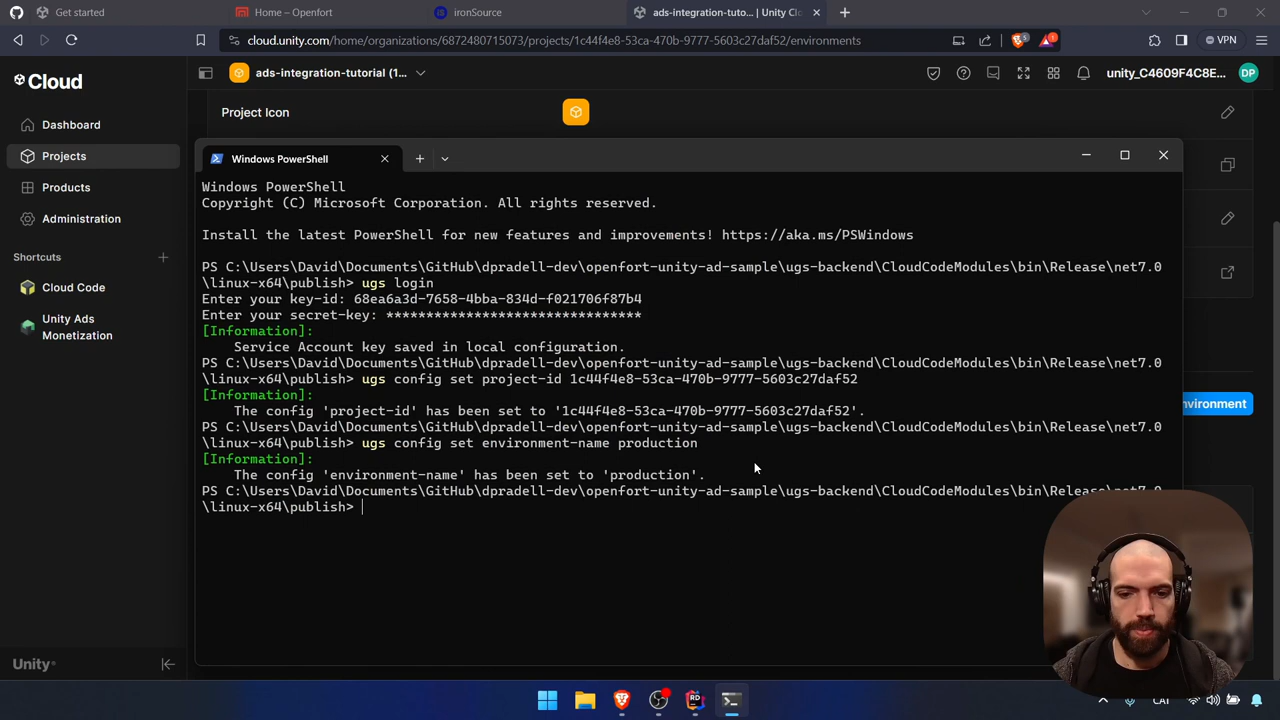 Get started
Home – Openfort
ironSource
ads-integration-tuto... | Unity Clo
cloud.unity.com/home/organizations/6872480715073/projects/1c44f4e8-53ca-470b-9777-5603c27daf52/environments
5
1
VPN
Cloud
ads-integration-tutorial (1...
unity_C4609F4C8E...
DP
Dashboard
Projects
Products
Administration
Shortcuts
Cloud Code
Unity Ads
Monetization
Unity
Project Icon
nvironment
Windows PowerShell
Windows PowerShell
Copyright (C) Microsoft Corporation. All rights reserved.
Install the latest PowerShell for new features and improvements! https://aka.ms/PSWindows
PS C:\Users\David\Documents\GitHub\dpradell-dev\openfort-unity-ad-sample\ugs-backend\CloudCodeModules\bin\Release\net7.0
\linux-x64\publish> ugs login
Enter your key-id: 68ea6a3d-7658-4bba-834d-f021706f87b4
Enter your secret-key: ********************************
[Information]:
Service Account key saved in local configuration.
PS C:\Users\David\Documents\GitHub\dpradell-dev\openfort-unity-ad-sample\ugs-backend\CloudCodeModules\bin\Release\net7.0
\linux-x64\publish> ugs config set project-id 1c44f4e8-53ca-470b-9777-5603c27daf52
[Information]:
The config 'project-id' has been set to '1c44f4e8-53ca-470b-9777-5603c27daf52'.
PS C:\Users\David\Documents\GitHub\dpradell-dev\openfort-unity-ad-sample\ugs-backend\CloudCodeModules\bin\Release\net7.0
\linux-x64\publish> ugs config set environment-name production
[Information]:
The config 'environment-name' has been set to 'production'.
PS C:\Users\David\Documents\GitHub\dpradell-dev\openfort-unity-ad-sample\ugs-backend\CloudCodeModules\bin\Release\net7.0
\linux-x64\publish>
RD
CAT